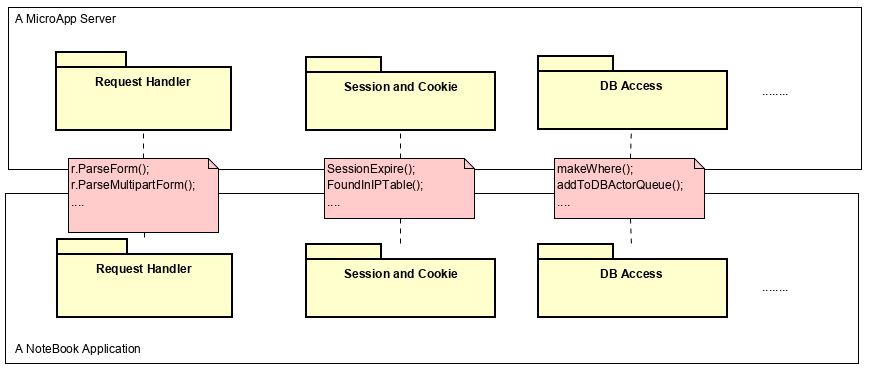 A MicroApp Server
Request Handler
Session and Cookie
DB Access
........
r.ParseForm();
r.ParseMultipartForm();
....
SessionExpire();
FoundInIPTable();
....
makeWhere();
addToDBActorQueue();
....
Request Handler
Session and Cookie
DB Access
........
A NoteBook Application